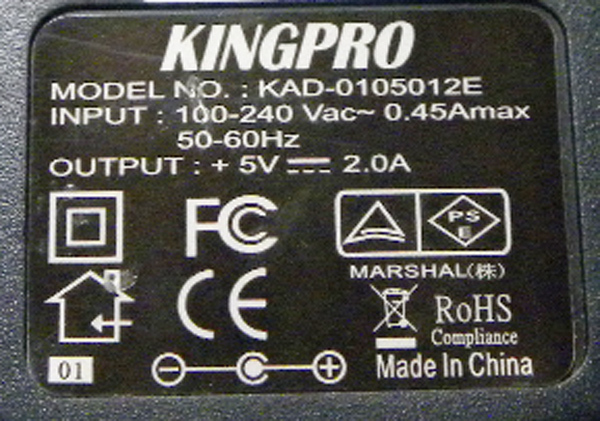 KINGPRO
MODEL NO. : KAD-0105012E
INPUT : 100-240 Vac~ 0.45Amax
50-60Hz
OUTPUT : + 5V ⎓ 2.0A
FC
PS
E
MARSHAL(株)
CE
RoHS
Compliance
01
Made In China